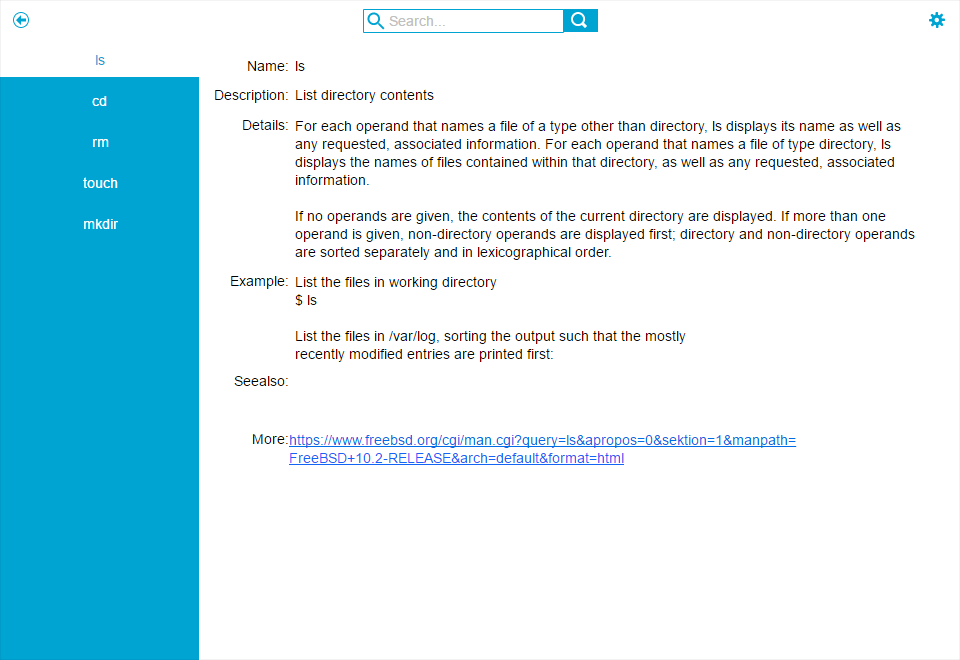 Search...
ls
cd
rm
touch
mkdir
Name: ls
Description: List directory contents
Details: For each operand that names a file of a type other than directory, ls displays its name as well as
any requested, associated information. For each operand that names a file of type directory, ls
displays the names of files contained within that directory, as well as any requested, associated
information.
If no operands are given, the contents of the current directory are displayed. If more than one
operand is given, non-directory operands are displayed first; directory and non-directory operands
are sorted separately and in lexicographical order.
Example: List the files in working directory
$ ls
List the files in /var/log, sorting the output such that the mostly
recently modified entries are printed first:
Seealso:
More:https://www.freebsd.org/cgi/man.cgi?query=ls&apropos=0&sektion=1&manpath=
FreeBSD+10.2-RELEASE&arch=default&format=html